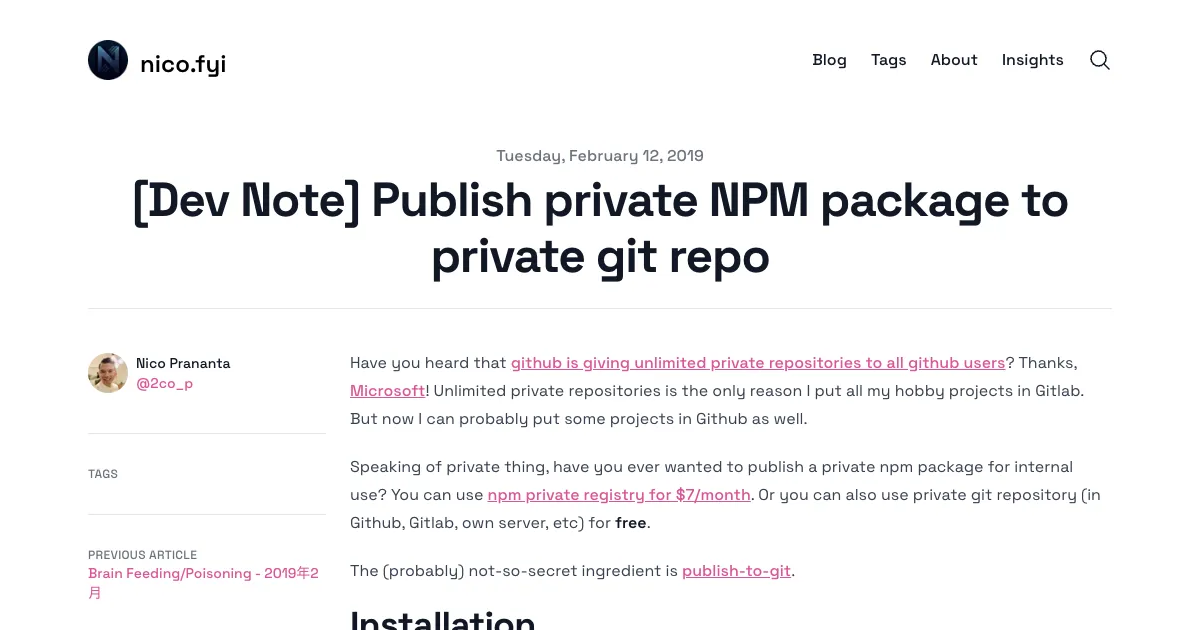 nico.fyi
Blog
Tags
About
Insights
Tuesday, February 12, 2019
[Dev Note] Publish private NPM package to
private git repo
Nico Prananta
@2co_p
TAGS
PREVIOUS ARTICLE
Brain Feeding/Poisoning - 2019年2
月
Have you heard that github is giving unlimited private repositories to all github users? Thanks,
Microsoft! Unlimited private repositories is the only reason I put all my hobby projects in Gitlab.
But now I can probably put some projects in Github as well.
Speaking of private thing, have you ever wanted to publish a private npm package for internal
use? You can use npm private registry for $7/month. Or you can also use private git repository (in
Github, Gitlab, own server, etc) for free.
The (probably) not-so-secret ingredient is publish-to-git.
Installation